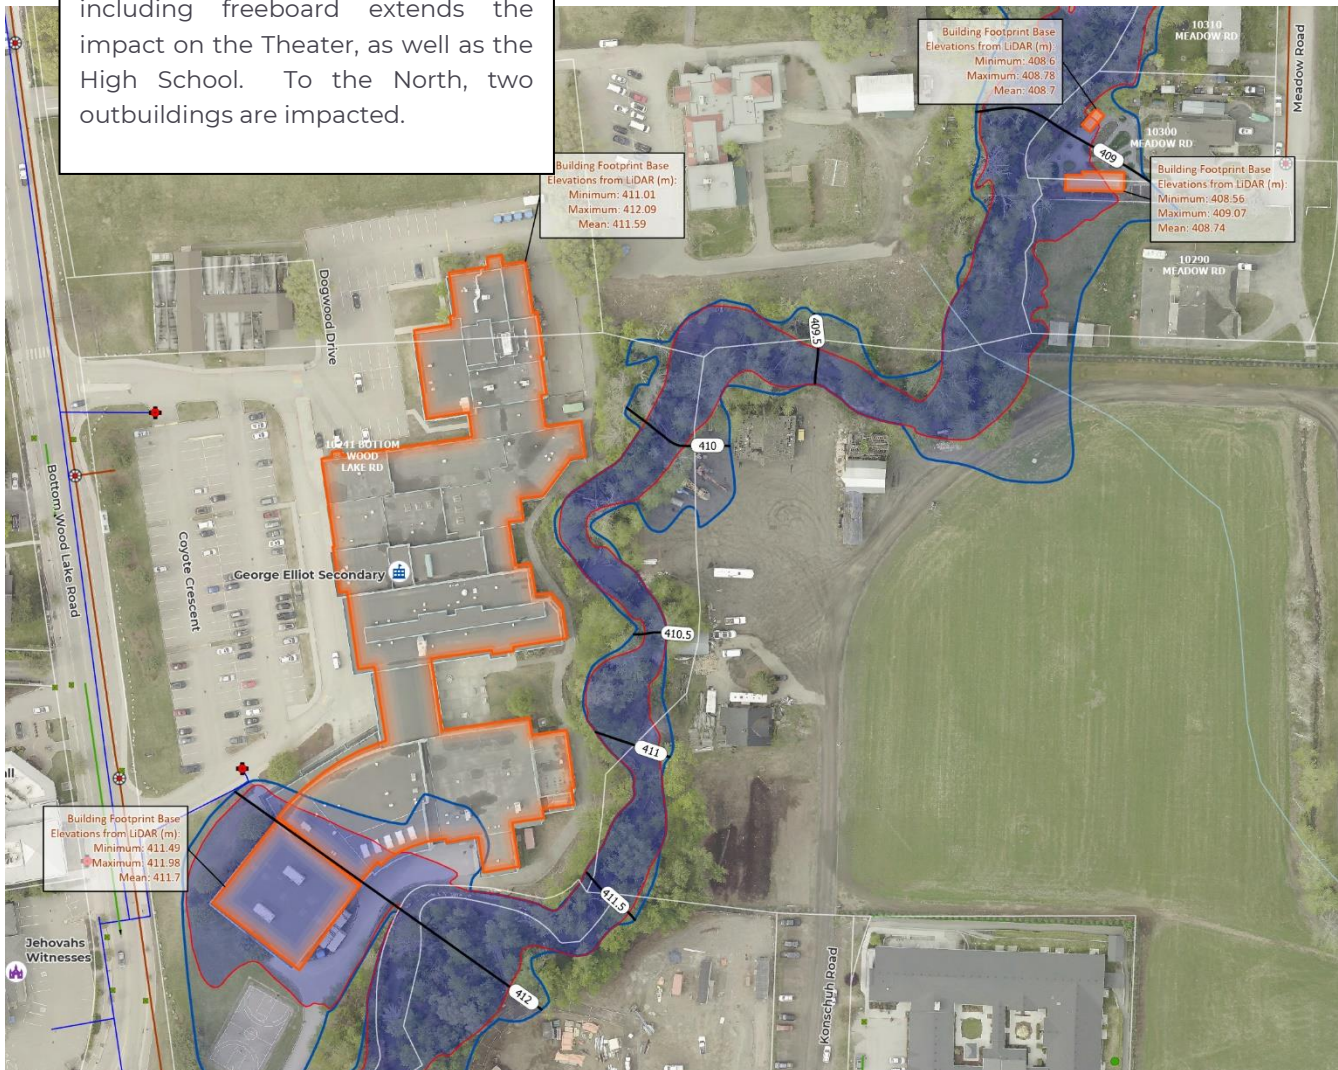 including freeboard extends the
impact on the Theater, as well as the
High School. To the North, two
outbuildings are impacted.
Building Footprint Base
Elevations from LiDAR (m):
Minimum: 408.6
Maximum: 408.78
Mean: 408.7
10310
MEADOW RD
Meadow Road
10300
MEADOW RD
409
Building Footprint Base
Elevations from LiDAR (m):
Minimum: 411.01
Maximum: 412.09
Mean: 411.59
Building Footprint Base
Elevations from LiDAR (m):
Minimum: 408.56
Maximum: 409.07
Mean: 408.74
10290
MEADOW RD
Dogwood Drive
409.5
410
10241 BOTTOM
WOOD
LAKE RD
Bottom Wood Lake Road
Coyote Crescent
George Elliot Secondary
410.5
411
Building Footprint Base
Elevations from LiDAR (m):
Minimum: 411.49
Maximum: 411.98
Mean: 411.7
411.5
412
Jehovahs
Witnesses
Konschuh Road